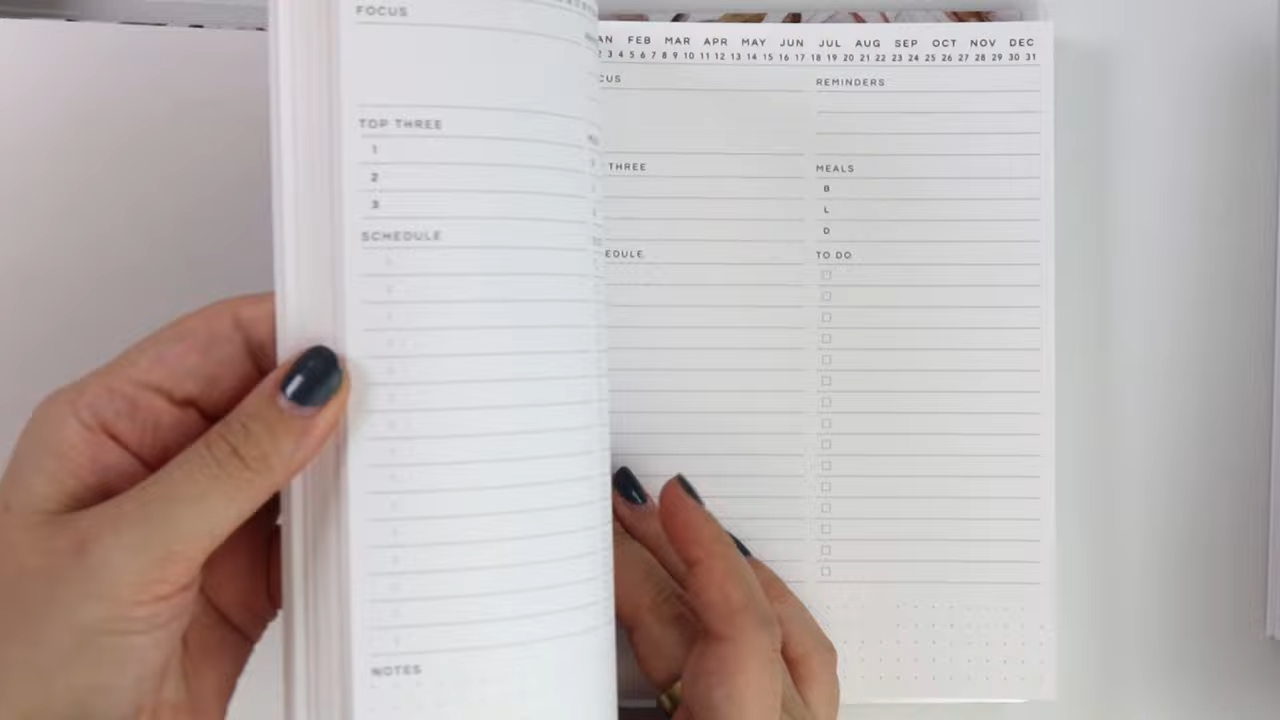 FOCUS
TOP THREE
1
2
3
SCHEDULE
NOTES
AN FEB MAR APR MAY JUN JUL AUG SEP OCT NOV DEC
3 4 5 6 7 8 9 10 11 12 13 14 15 16 17 18 19 20 21 22 23 24 25 26 27 28 29 30 31
CUS
THREE
EDULE
REMINDERS
MEALS
B
L
D
TO DO